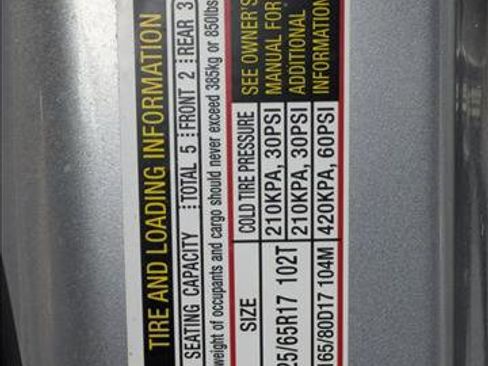 TIRE AND LOADING INFORMATION
SEATING CAPACITY TOTAL 5 FRONT 2 REAR 3
weight of occupants and cargo should never exceed 385kg or 850lbs
SIZE COLD TIRE PRESSURE SEE OWNER'S
25/65R17 102T 210KPA, 30PSI MANUAL FOR
210KPA, 30PSI ADDITIONAL
165/80D17 104M 420KPA, 60PSI INFORMATION